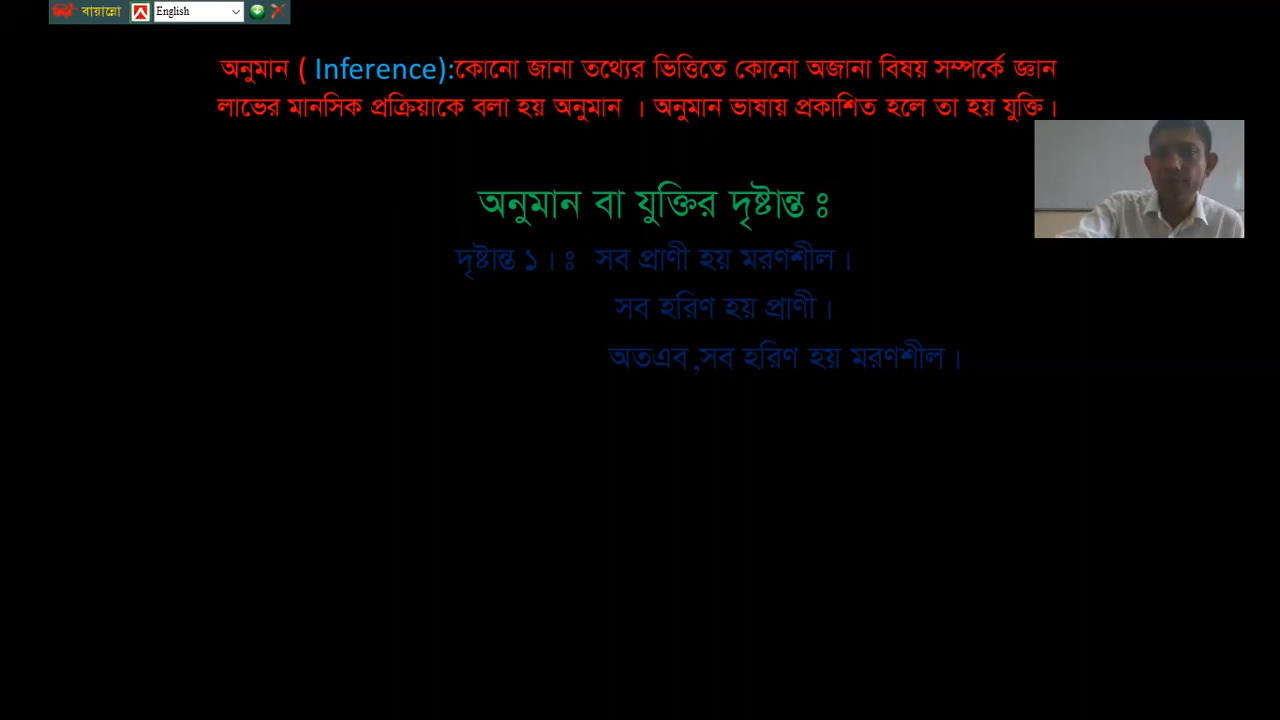 বায়ান্নো English
অনুমান ( Inference):কোনো জানা তথ্যের ভিত্তিতে কোনো অজানা বিষয় সম্পর্কে জ্ঞান
লাভের মানসিক প্রক্রিয়াকে বলা হয় অনুমান । অনুমান ভাষায় প্রকাশিত হলে তা হয় যুক্তি।
অনুমান বা যুক্তির দৃষ্টান্ত ঃ
দৃষ্টান্ত ১। ঃ সব প্রাণী হয় মরণশীল।
সব হরিণ হয় প্রাণী।
অতএব,সব হরিণ হয় মরণশীল।